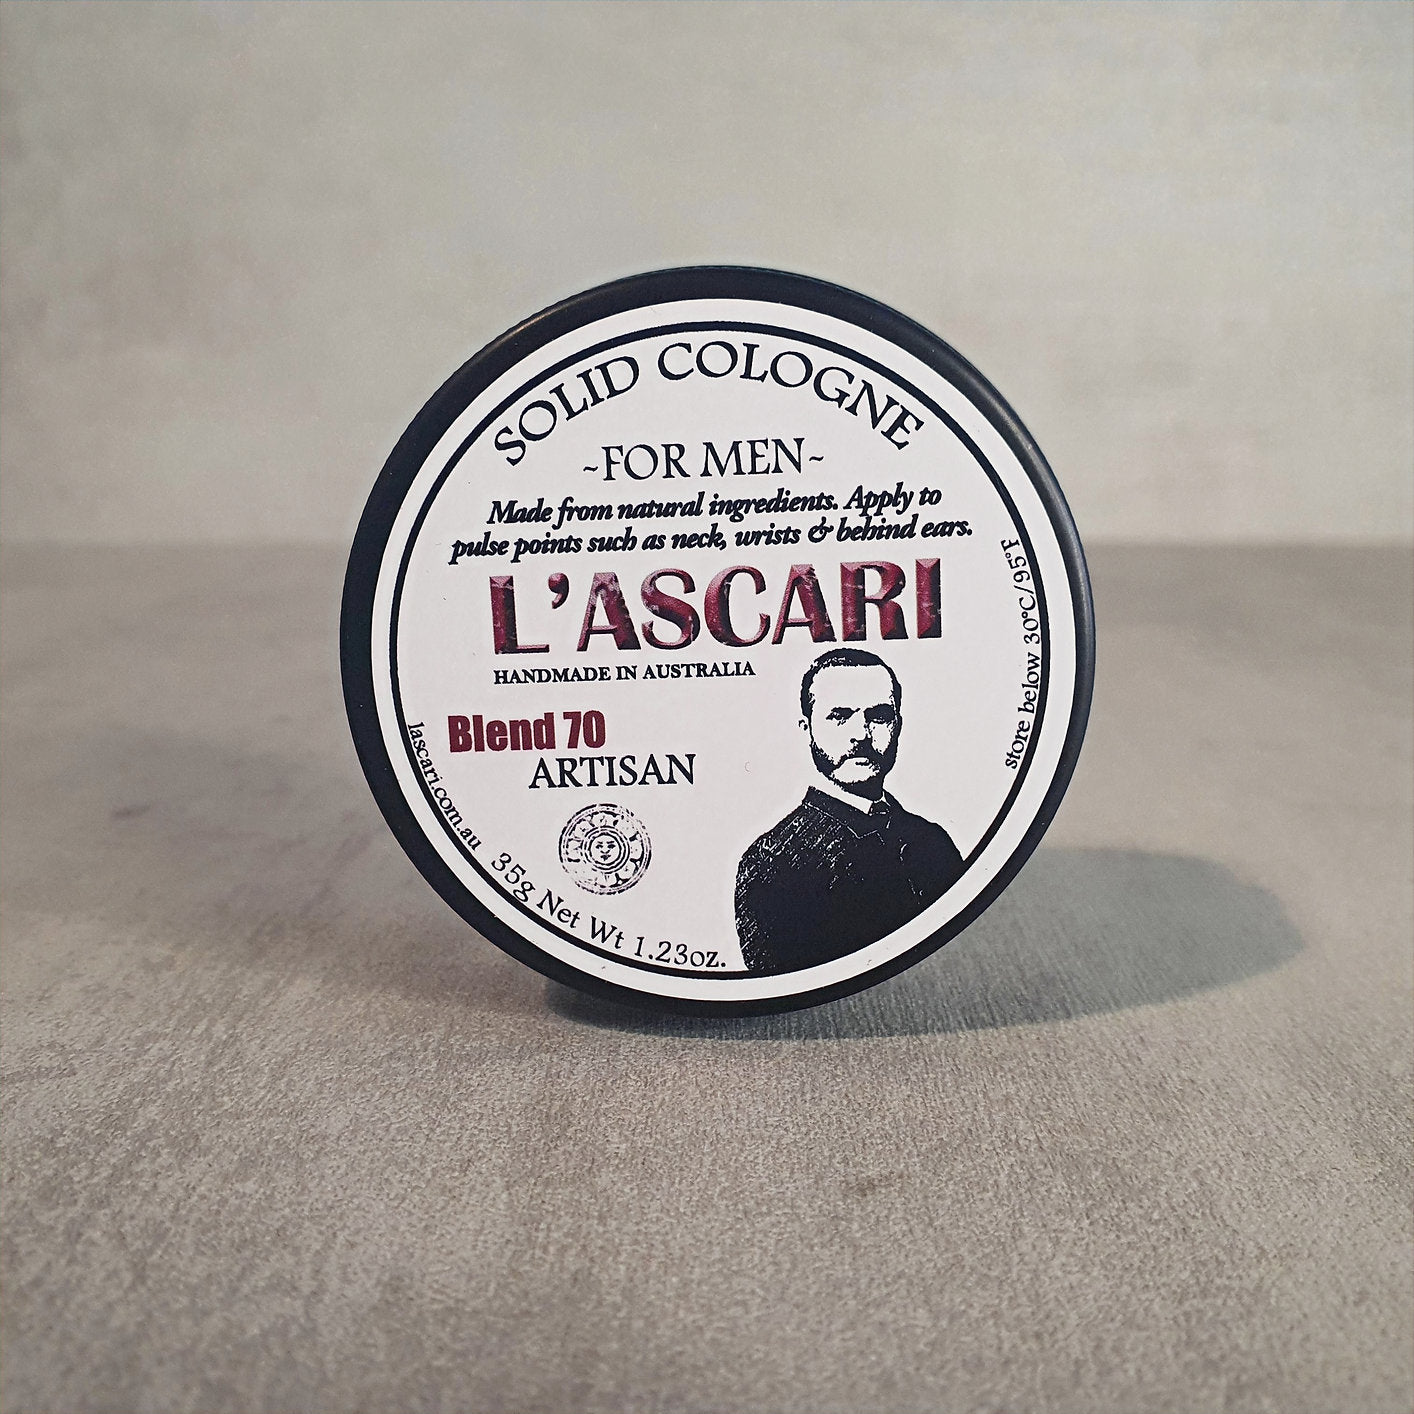 SOLID COLOGNE
~FOR MEN~
Made from natural ingredients. Apply to
pulse points such as neck, wrists & behind ears.
L'ASCARI
HANDMADE IN AUSTRALIA
Blend 70
ARTISAN
lascari.com.au
35g Net Wt 1.23oz.
store below 30°C/95°F